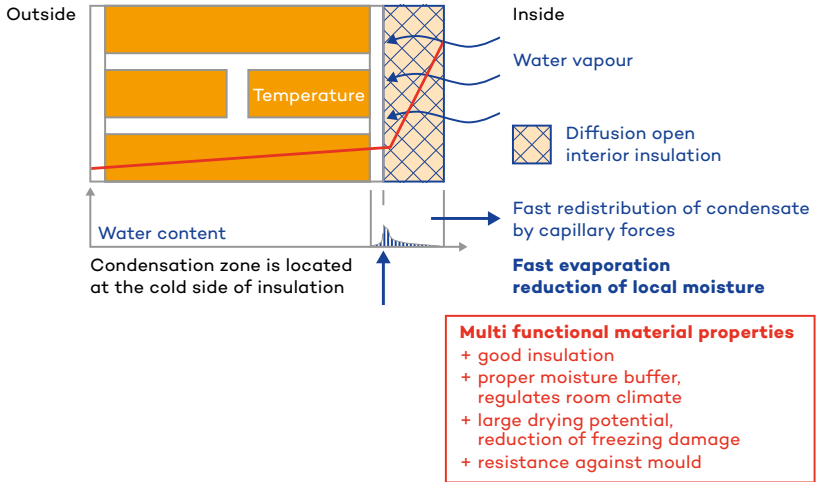 Outside
Inside
Water vapour
Temperature
Diffusion open
interior insulation
Water content
Fast redistribution of condensate
by capillary forces
Condensation zone is located
at the cold side of insulation
Fast evaporation
reduction of local moisture
Multi functional material properties
+ good insulation
+ proper moisture buffer,
regulates room climate
+ large drying potential,
reduction of freezing damage
+ resistance against mould